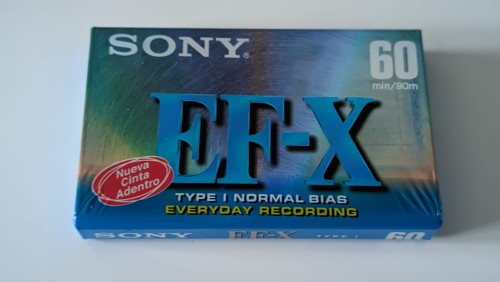 SONY®
60
min/90m
EF-X
Nueva
Cinta
Adentro
TYPE I NORMAL BIAS
EVERYDAY RECORDING
SONY EF-X TYPE I 60